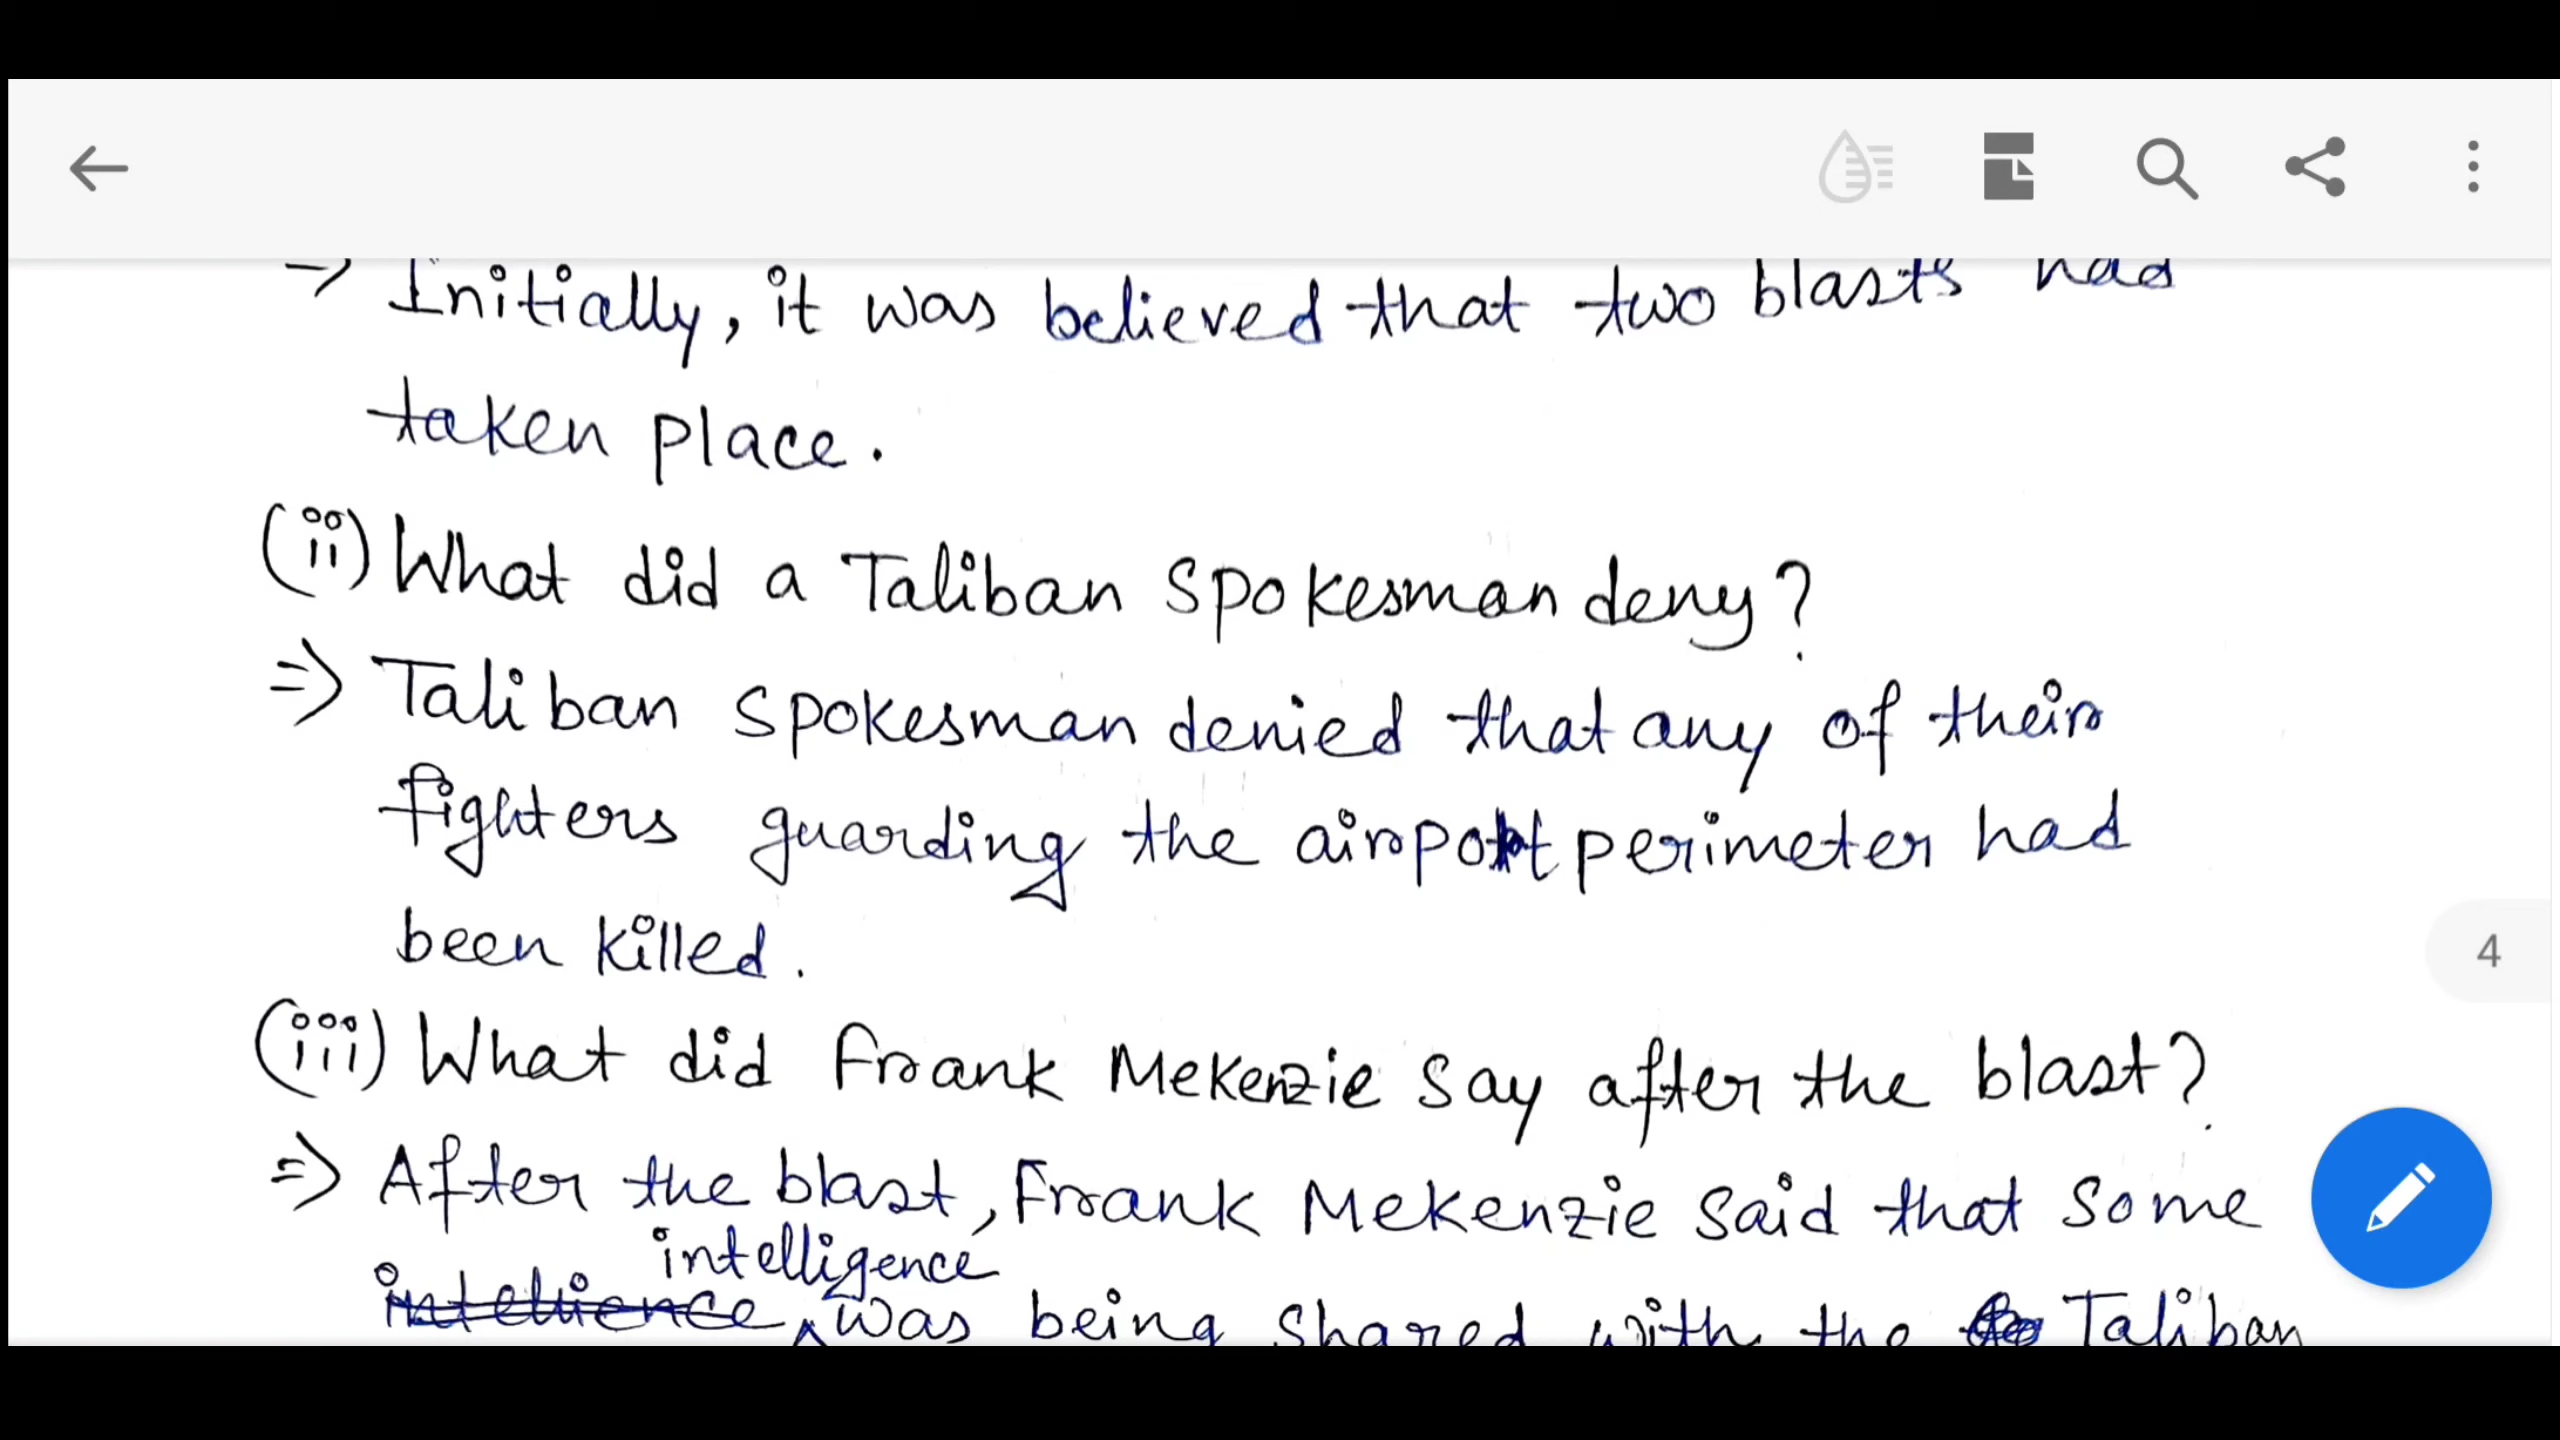 → Initially, it was believed that two blasts had
taken place.
(ii) What did a Taliban spokesman deny?
⇒ Taliban spokesman denied that any of their
fighters guarding the airport perimeter had
been killed.
4
(iii) What did Frank Mekenzie say after the blast?
⇒ After the blast, Frank Mekenzie said that some
intelligence
was being shared with the Taliban